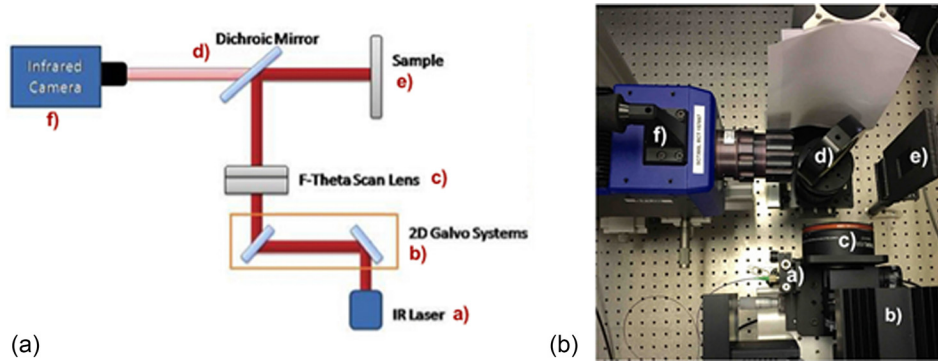 Dichroic Mirror
d)
Infrared
Camera
f)
Sample
e)
F-Theta Scan Lens c)
2D Galvo Systems
b)
IR Laser a)
(a)
f)
d)
e)
c)
a)
b)
(b)